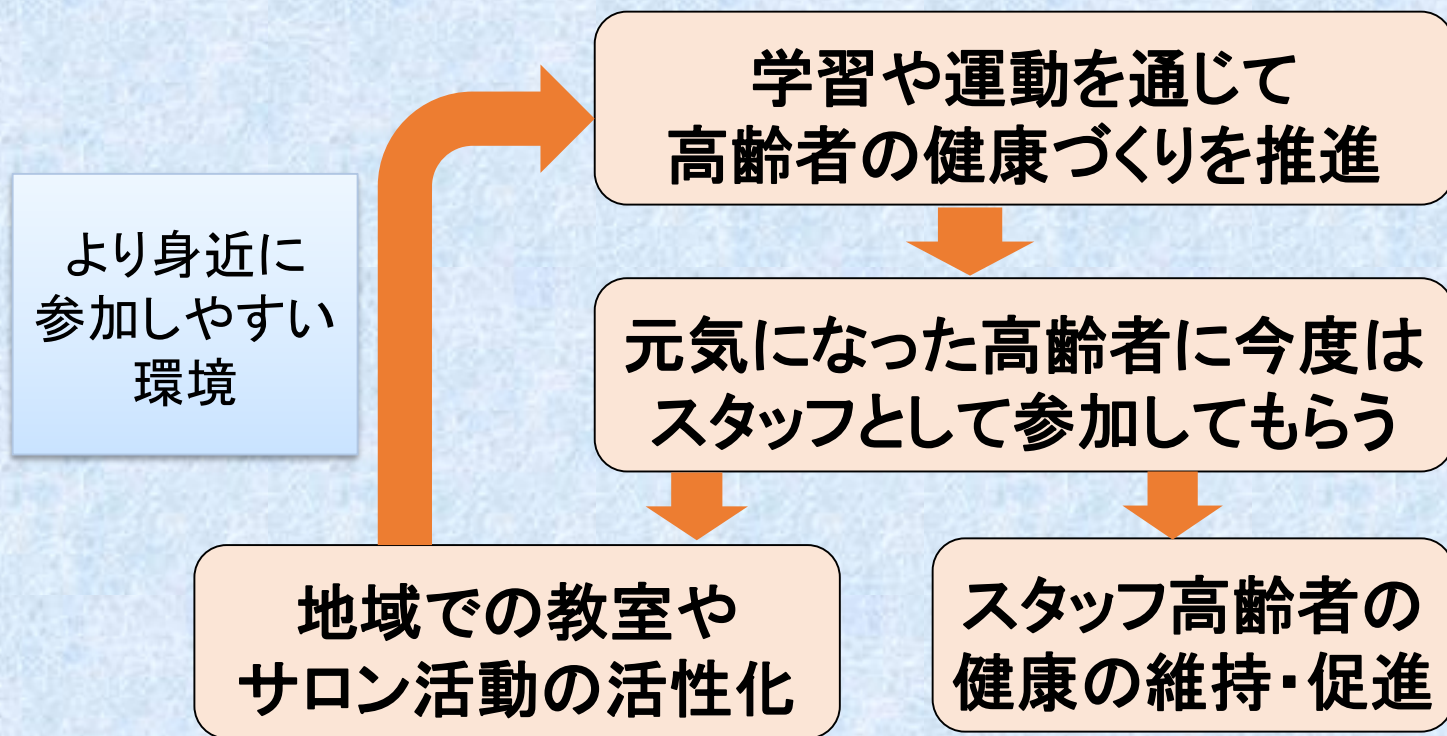 学習や運動を通じて
高齢者の健康づくりを推進
より身近に
参加しやすい
環境
元気になった高齢者に今度は
スタッフとして参加してもらう
地域での教室や
サロン活動の活性化
スタッフ高齢者の
健康の維持・促進